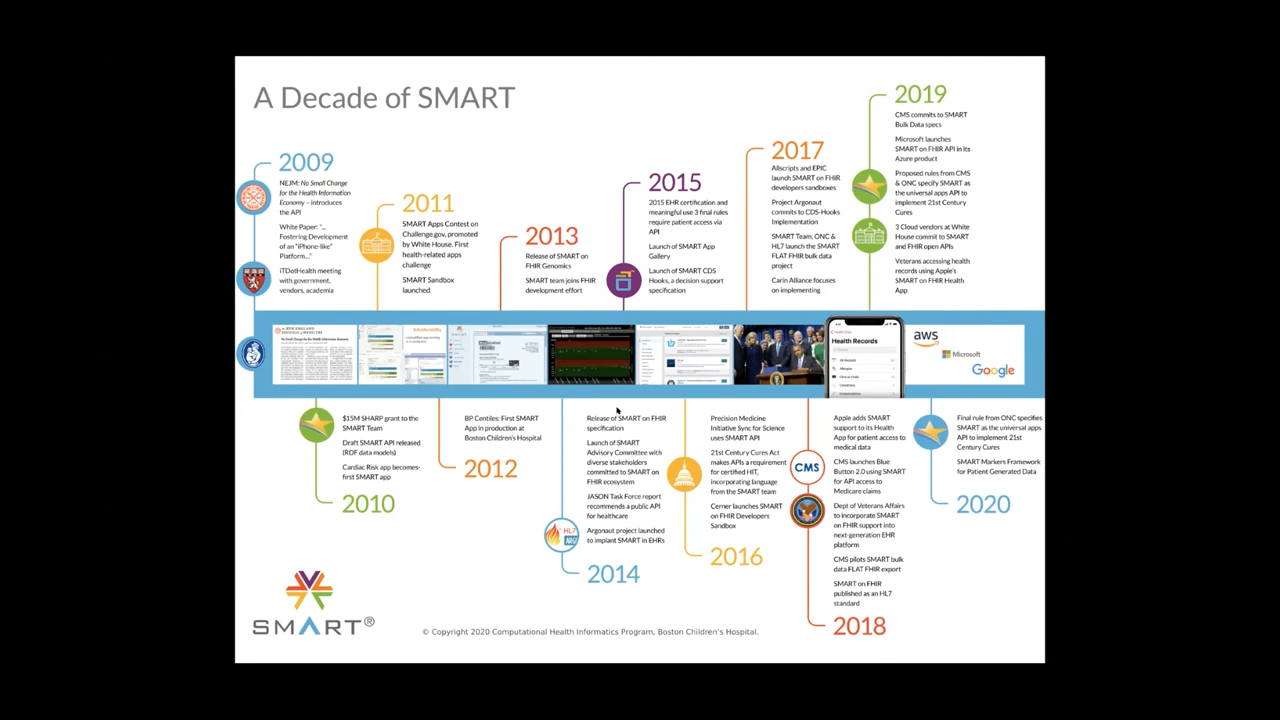 A Decade of SMART
2009
NEJM: No Small Change
for the Health Information
Economy – introduces
the API
White Paper: "...
Fostering Development
of an "iPhone-like"
Platform..."
iTDotHealth meeting
with government,
vendors, academia
2011
SMART Apps Contest on
Challenge.gov, promoted
by White House. First
health-related apps
challenge
SMART Sandbox
launched
2013
Release of SMART on
FHIR Genomics
SMART team joins FHIR
development effort
2015
2015 EHR certification and
meaningful use 3 final rules
require patient access via
API
Launch of SMART App
Gallery
Launch of SMART CDS
Hooks, a decision support
specification
2017
Allscripts and EPIC
launch SMART on FHIR
developers sandboxes
Project Argonaut
commits to CDS-Hooks
Implementation
SMART Team, ONC &
HL7 launch the SMART
FLAT FHIR bulk data
project
Carin Alliance focuses
on implementing
2019
CMS commits to SMART
Bulk Data specs
Microsoft launches
SMART on FHIR API in its
Azure product
Proposed rules from CMS
& ONC specify SMART as
the universal apps API to
implement 21st Century
Cures
3 Cloud vendors at White
House commit to SMART
and FHIR open APIs
Veterans accessing health
records using Apple's
SMART on FHIR Health
App
Health Records
aws
Microsoft
Google
$15M SHARP grant to the
SMART Team
Draft SMART API released
(RDF data models)
Cardiac Risk app becomes-
first SMART app
2010
BP Centiles: First SMART
App in production at
Boston Children's Hospital
2012
Release of SMART on FHIR
specification
Launch of SMART
Advisory Committee with
diverse stakeholders
committed to SMART on
FHIR ecosystem
JASON Task Force report
recommends a public API
for healthcare
Argonaut project launched
to implant SMART in EHRs
HL7
2014
Precision Medicine
Initiative Sync for Science
uses SMART API
21st Century Cures Act
makes APIs a requirement
for certified HIT,
incorporating language
from the SMART team
Cerner launches SMART
on FHIR Developers
Sandbox
2016
Apple adds SMART
support to its Health
App for patient access to
medical data
CMS
CMS launches Blue
Button 2.0 using SMART
for API access to
Medicare claims
Dept of Veterans Affairs
to incorporate SMART
on FHIR support into
next-generation EHR
platform
CMS pilots SMART bulk
data FLAT FHIR export
SMART on FHIR
published as an HL7
standard
2018
Final rule from ONC specifies
SMART as the universal apps
API to implement 21st
Century Cures
SMART Markers Framework
for Patient Generated Data
2020
SMART®
© Copyright 2020 Computational Health Informatics Program, Boston Children's Hospital.